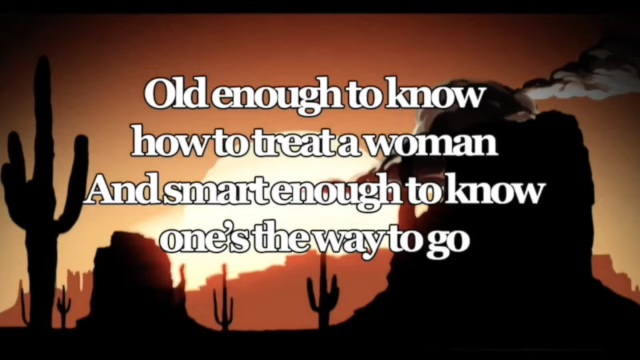 Old enough to know
how to treat a woman
And smart enough to know
one's the way to go